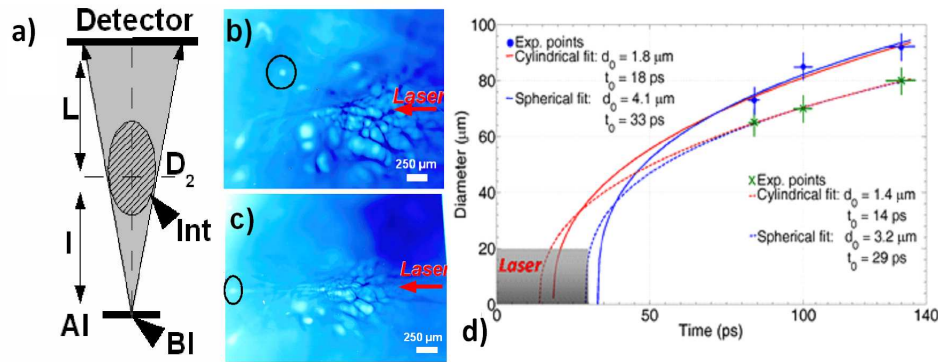 a)
Detector
L
D2
l
Int
Al
BI
b)
Laser
250 µm
c)
Laser
250 µm
d)
Diameter (µm)
100
80
60
40
20
0
Exp. points
Cylindrical fit: d0 = 1.8 µm
t0 = 18 ps
Spherical fit: d0 = 4.1 µm
t0 = 33 ps
Exp. points
Cylindrical fit: d0 = 1.4 µm
t0 = 14 ps
Spherical fit: d0 = 3.2 µm
t0 = 29 ps
Laser
0 50 100 140
Time (ps)